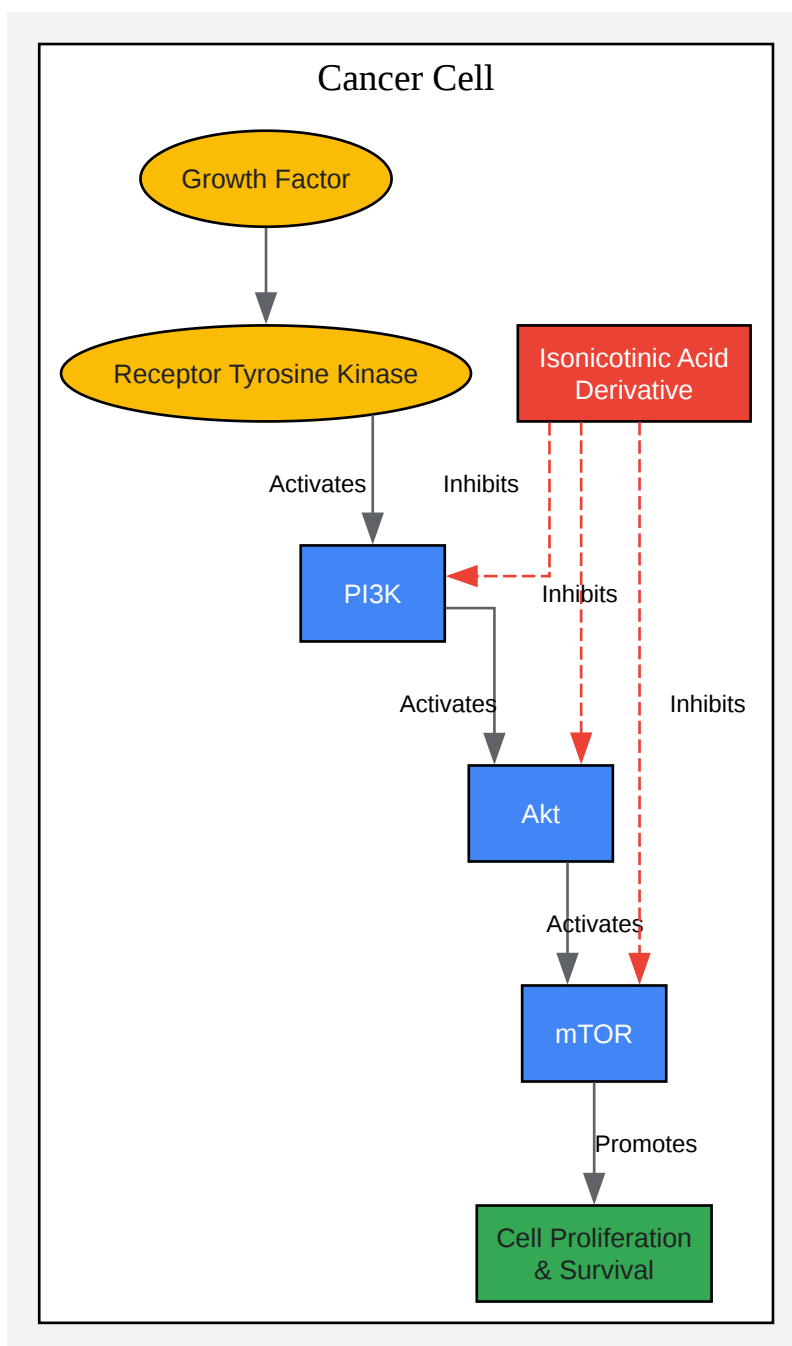 Cancer Cell
Growth Factor
Receptor Tyrosine Kinase
Isonicotinic Acid
Derivative
Activates
Inhibits
PI3K
Inhibits
Activates
Inhibits
Akt
Activates
mTOR
Promotes
Cell Proliferation
& Survival